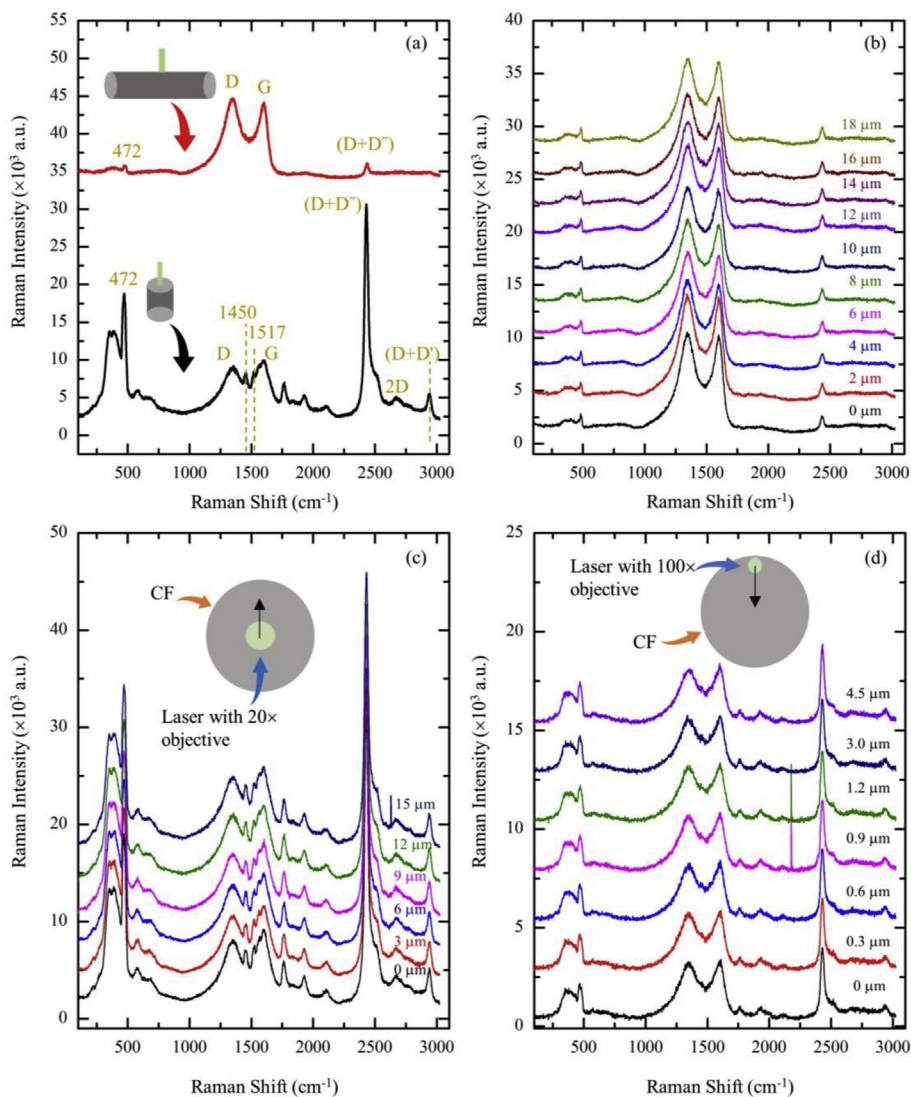 (a)
55
50
45
40
35
30
25
20
15
10
5
0
Raman Intensity (×10³ a.u.)
D
G
472
(D+D″)
(D+D″)
472
1450
1517
D
G
2D
(D+D')
500 1000 1500 2000 2500 3000
Raman Shift (cm⁻¹)
(b)
40
35
30
25
20
15
10
5
0
Raman Intensity (×10³ a.u.)
18 μm
16 μm
14 μm
12 μm
10 μm
8 μm
6 μm
4 μm
2 μm
0 μm
500 1000 1500 2000 2500 3000
Raman Shift (cm⁻¹)
(c)
50
40
30
20
10
0
Raman Intensity (×10³ a.u.)
CF
Laser with 20×
objective
15 μm
12 μm
9 μm
6 μm
3 μm
0 μm
500 1000 1500 2000 2500 3000
Raman Shift (cm⁻¹)
(d)
25
20
15
10
5
0
Raman Intensity (×10³ a.u.)
Laser with 100×
objective
CF
4.5 μm
3.0 μm
1.2 μm
0.9 μm
0.6 μm
0.3 μm
0 μm
500 1000 1500 2000 2500 3000
Raman Shift (cm⁻¹)